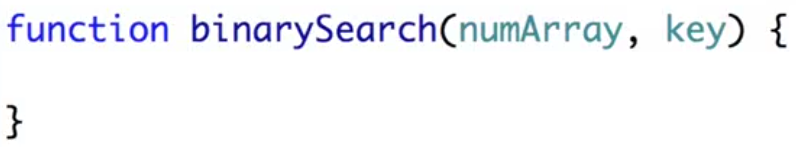 function binarySearch(numArray, key) {
}